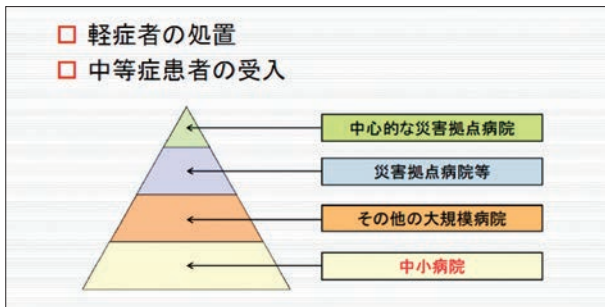 □ 軽症者の処置
□ 中等症患者の受入
中心的な災害拠点病院
災害拠点病院等
その他の大規模病院
中小病院